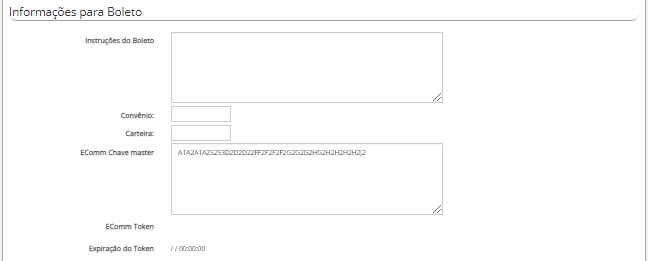 Informações para Boleto
Instruções do Boleto
Convênio:
Carteira:
EComm Chave master
A1A2A1A2S2S3D2D2D22FF2F2F2F2G2G2G2HG2H2H2H2H2J2
EComm Token
Expiração do Token
/ / 00:00:00